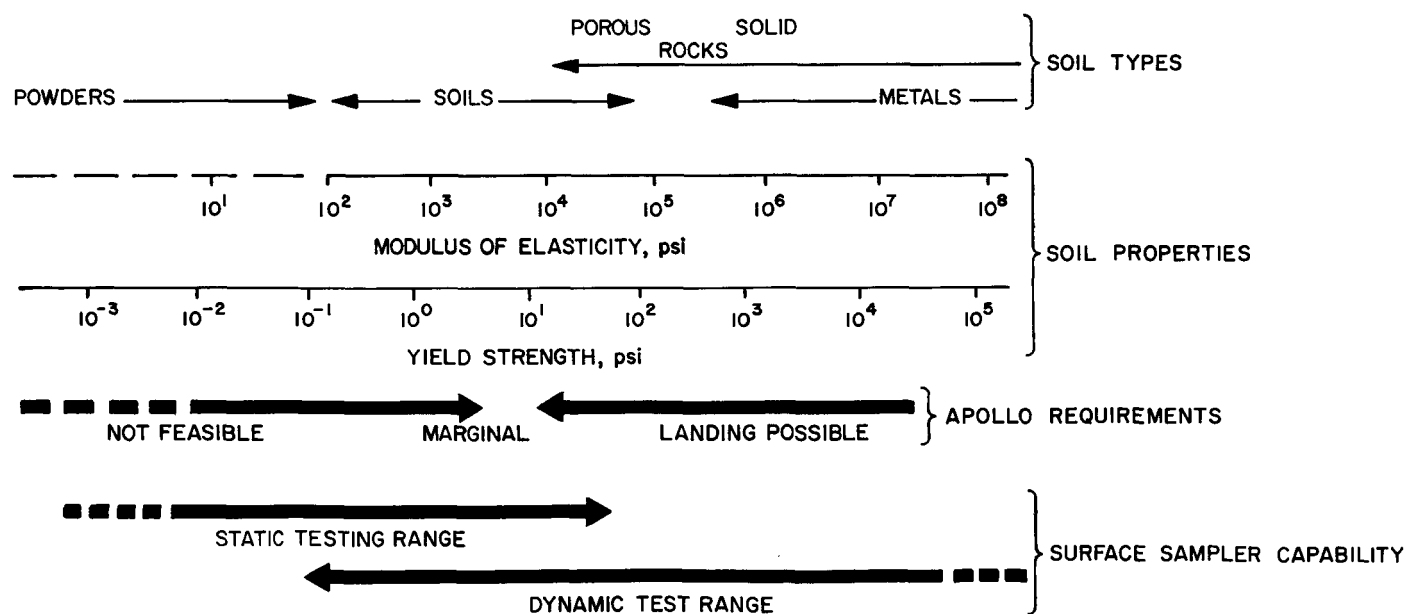 POROUS SOLID
ROCKS
SOIL TYPES
POWDERS SOILS METALS
10¹ 10² 10³ 10⁴ 10⁵ 10⁶ 10⁷ 10⁸
MODULUS OF ELASTICITY, psi
SOIL PROPERTIES
10⁻³ 10⁻² 10⁻¹ 10⁰ 10¹ 10² 10³ 10⁴ 10⁵
YIELD STRENGTH, psi
APOLLO REQUIREMENTS
NOT FEASIBLE MARGINAL LANDING POSSIBLE
STATIC TESTING RANGE
SURFACE SAMPLER CAPABILITY
DYNAMIC TEST RANGE